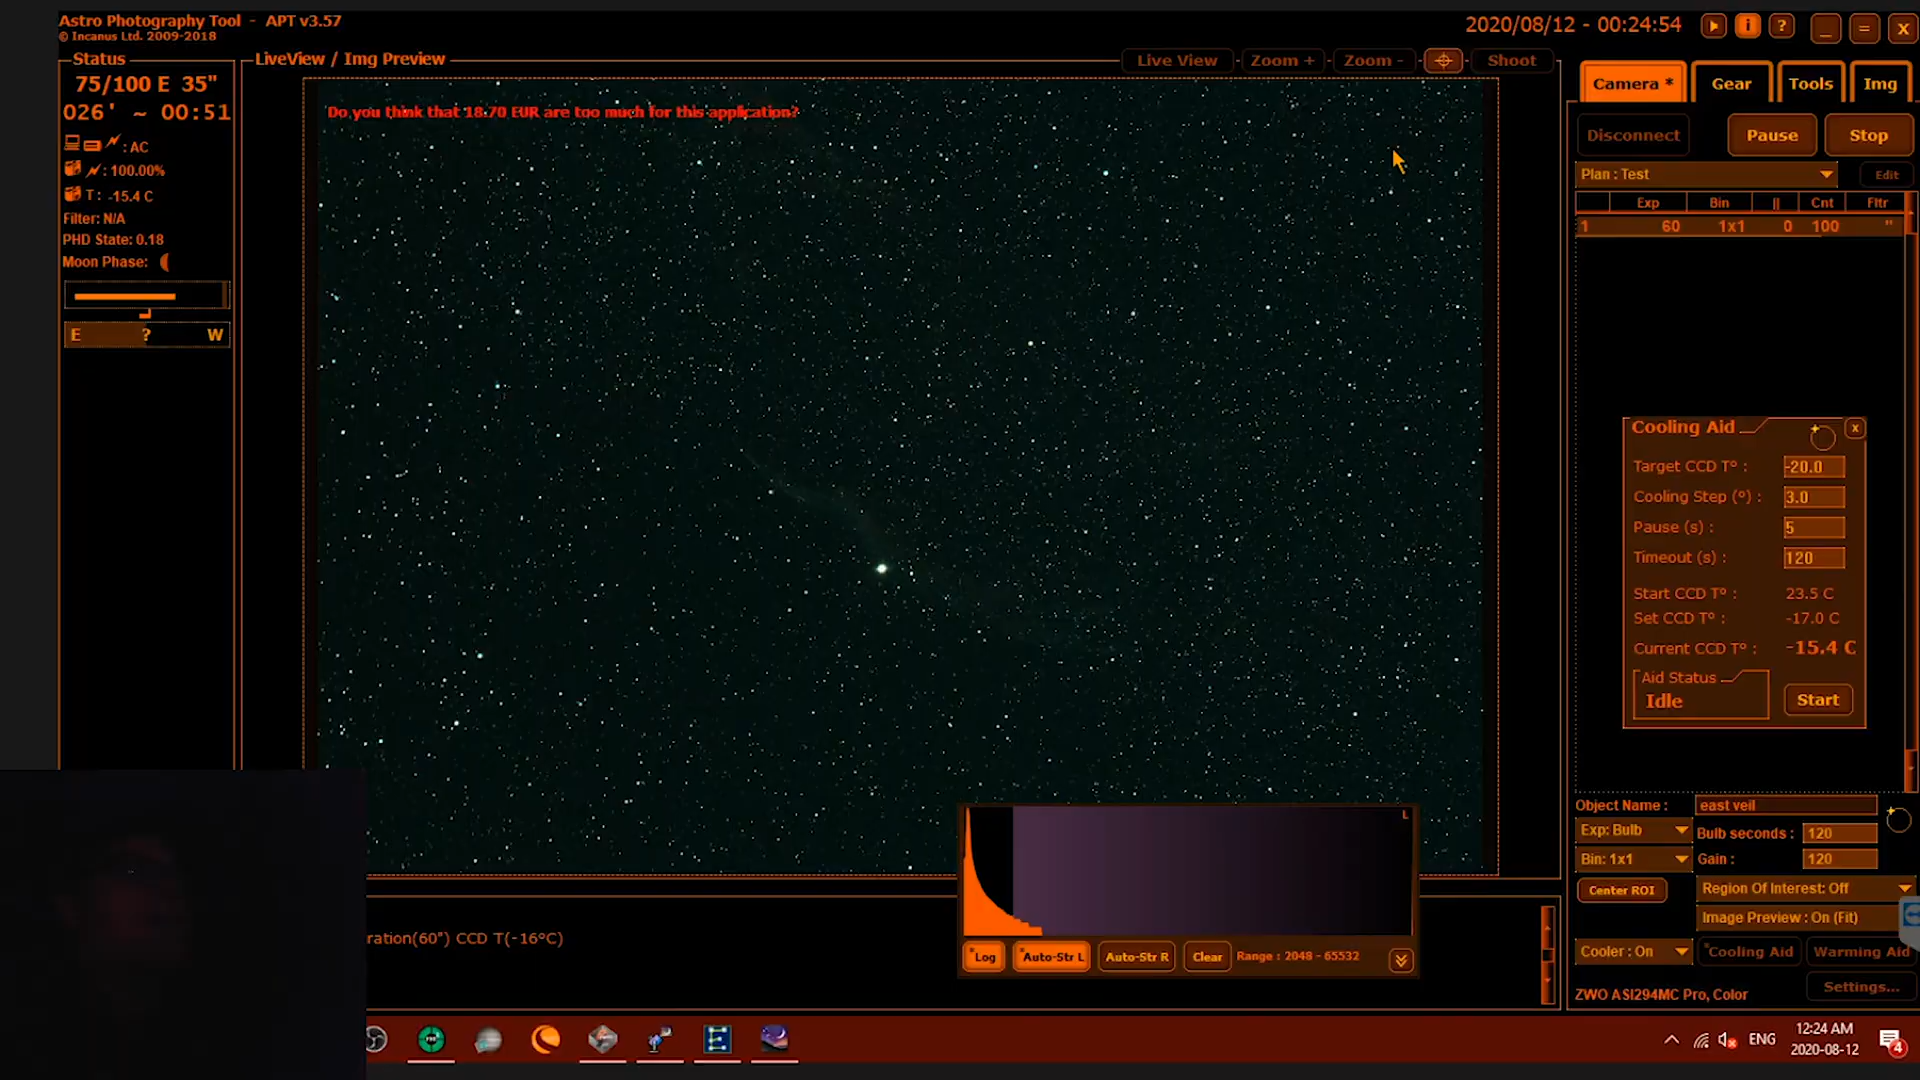 Astro Photography Tool - APT v3.57
© Incanus Ltd. 2009-2018
2020/08/12 - 00:24:54
i
?
_
=
X
Status
75/100 E 35"
026' ~ 00:51
: AC
: 100.00%
T : -15.4 C
Filter: N/A
PHD State: 0.18
Moon Phase:
E ? W
LiveView / Img Preview
Live View
Zoom +
Zoom -
Shoot
Do you think that 18.70 EUR are too much for this application?
Camera *
Gear
Tools
Img
Disconnect
Pause
Stop
Plan : Test
Edit
Exp Bin || Cnt Fltr
1 60 1x1 0 100 "
Cooling Aid
x
Target CCD T° : -20.0
Cooling Step (°) : 3.0
Pause (s) : 5
Timeout (s) : 120
Start CCD T° : 23.5 C
Set CCD T° : -17.0 C
Current CCD T° : -15.4 C
Aid Status
Idle
Start
Object Name : east veil
Exp: Bulb
Bulb seconds : 120
Bin: 1x1
Gain : 120
Center ROI
Region Of Interest: Off
Image Preview : On (Fit)
Cooler : On
*Cooling Aid
Warming Aid
ZWO ASI294MC Pro, Color
Settings...
L
*Log
*Auto-Str L
Auto-Str R
Clear
Range : 2048 - 65532
ration(60") CCD T(-16°C)
ENG
12:24 AM
2020-08-12
4